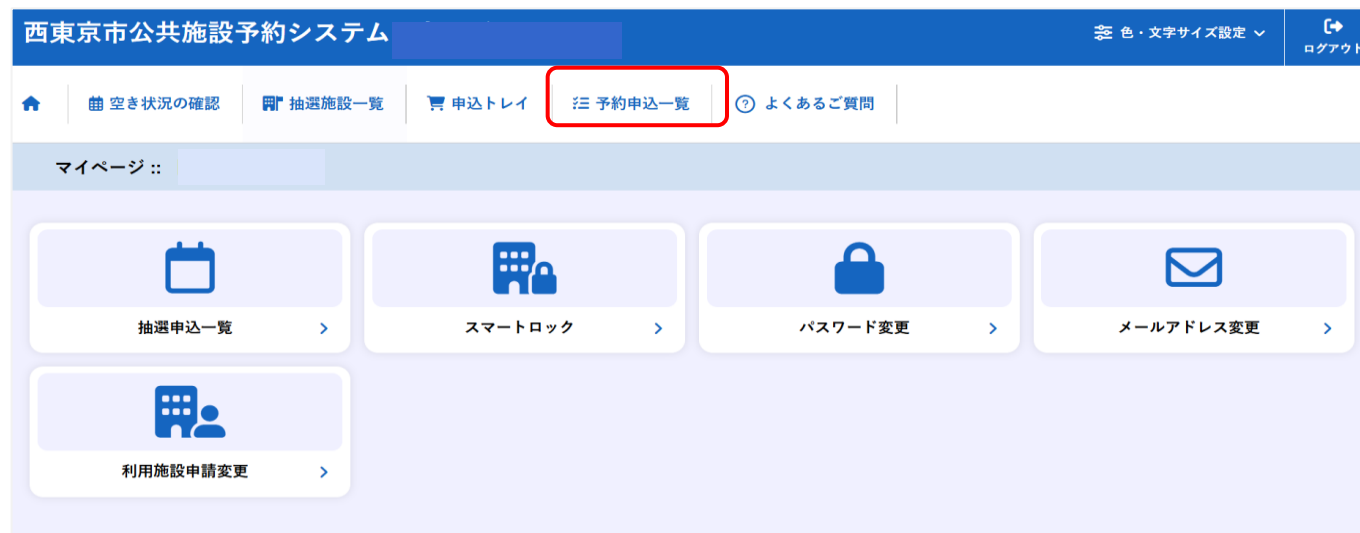 西東京市公共施設予約システム
色・文字サイズ設定
ログアウト
空き状況の確認
抽選施設一覧
申込トレイ
予約申込一覧
よくあるご質問
マイページ ::
抽選申込一覧
スマートロック
パスワード変更
メールアドレス変更
利用施設申請変更